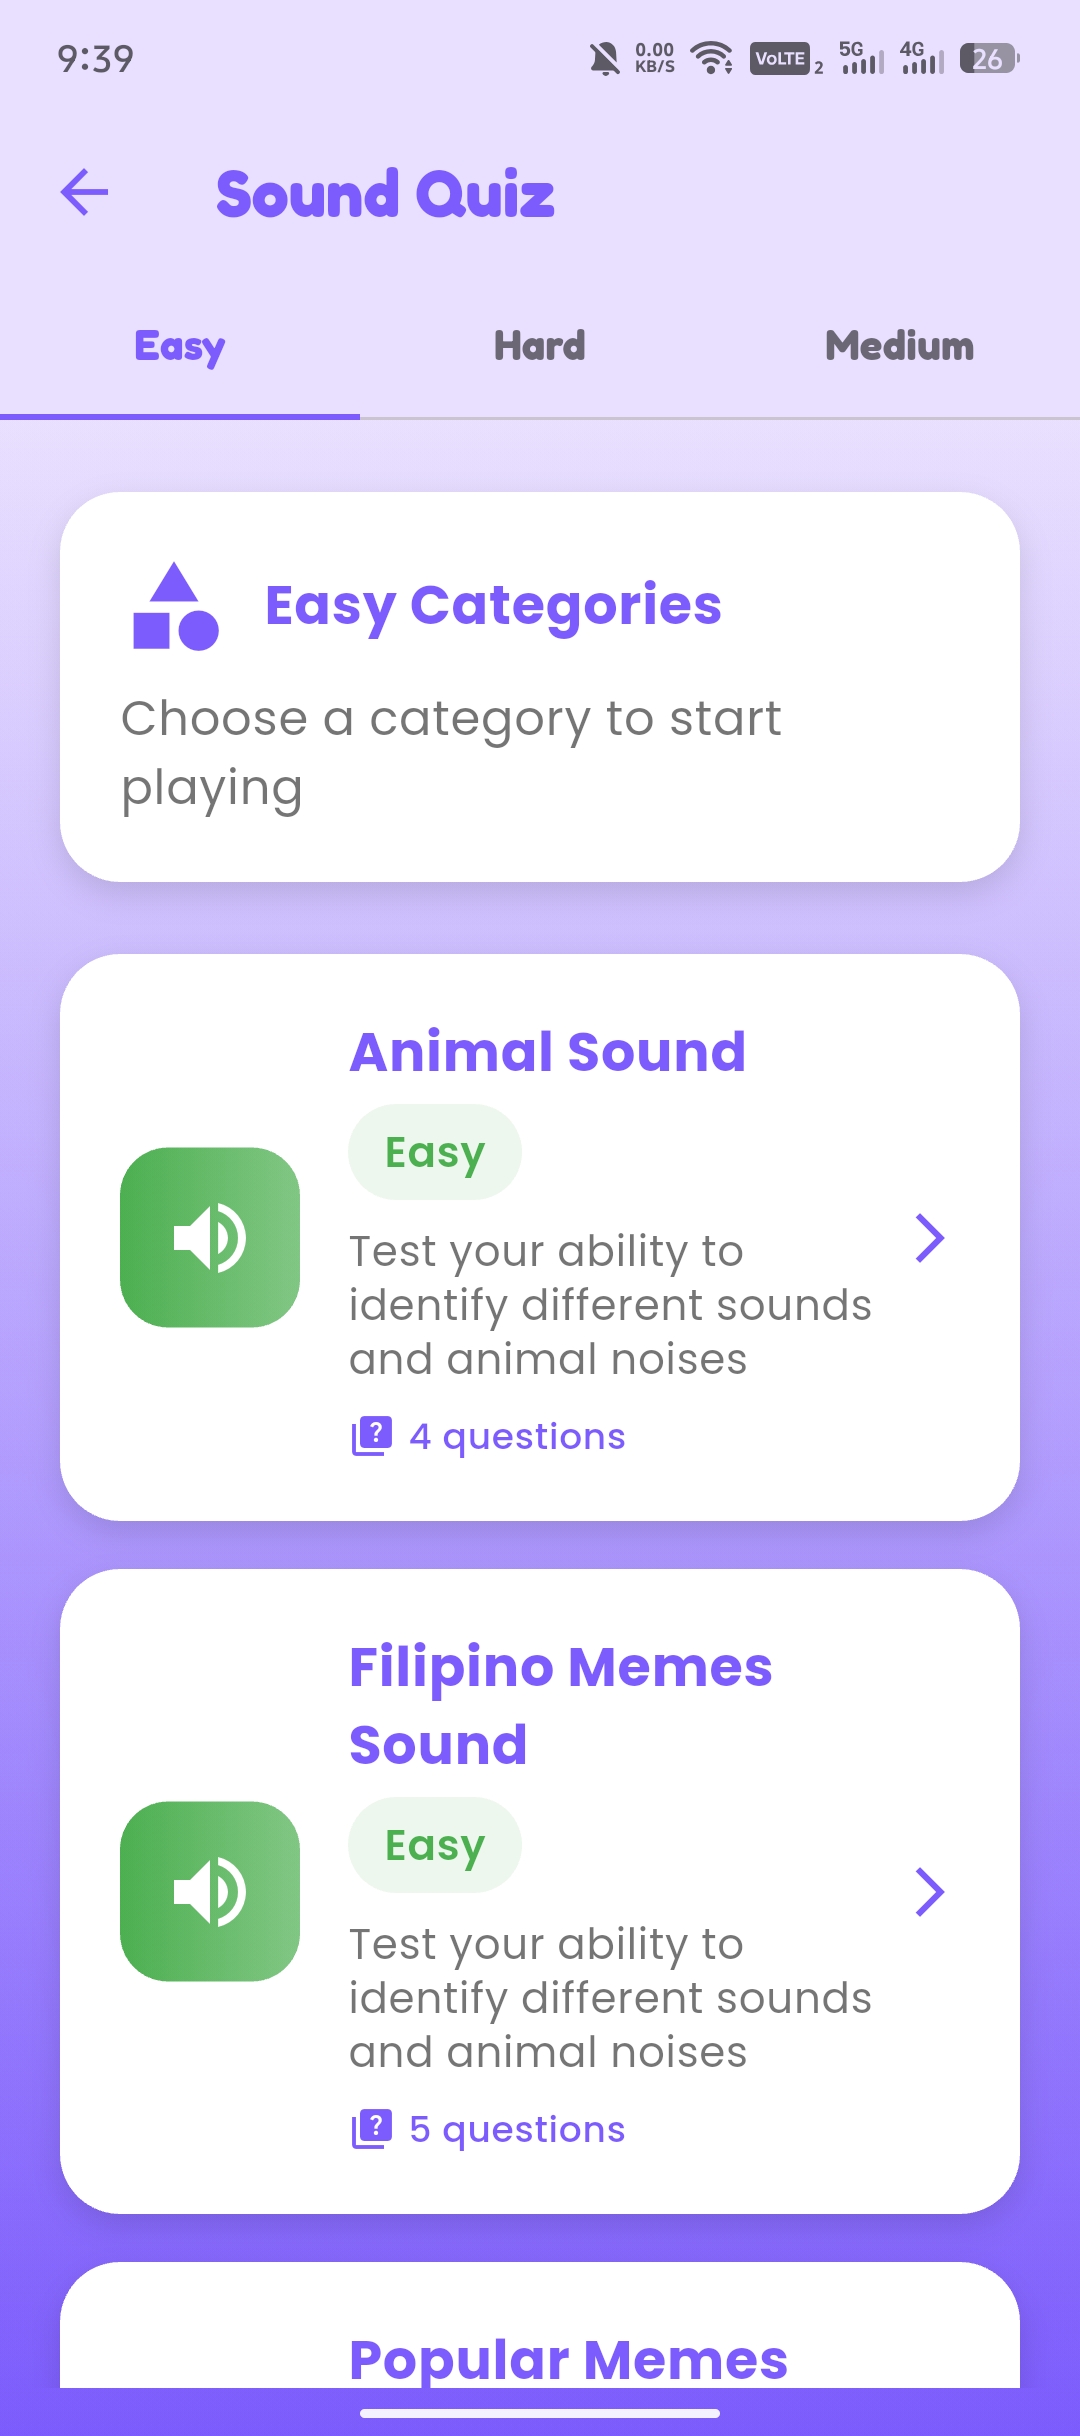 9:39
0.00
KB/S
VoLTE 2
5G
4G
26
Sound Quiz
Easy
Hard
Medium
Easy Categories
Choose a category to start
playing
Animal Sound
Easy
Test your ability to
identify different sounds
and animal noises
4 questions
Filipino Memes
Sound
Easy
Test your ability to
identify different sounds
and animal noises
5 questions
Popular Memes